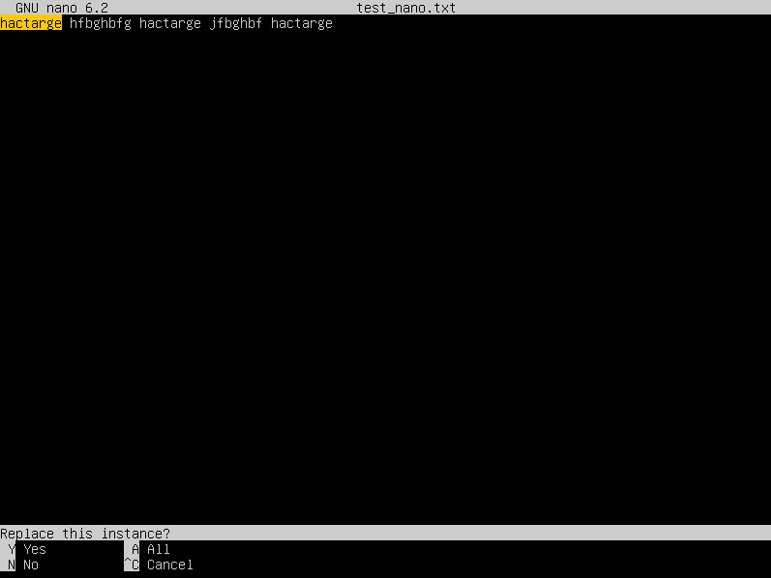 GNU nano 6.2 test_nano.txt
hactarge hfbghbfg hactarge jfbghbf hactarge
Replace this instance?
Y Yes A All
N No ^C Cancel